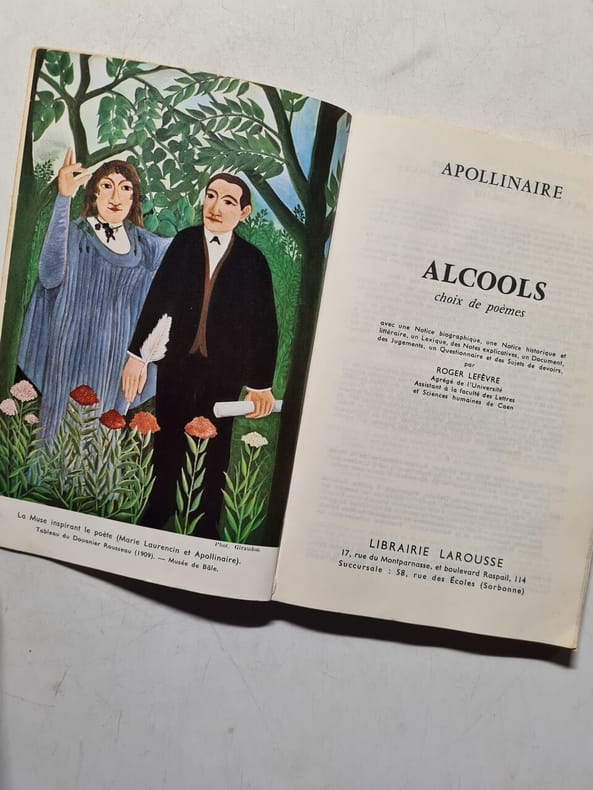 La Muse inspirant le poète (Marie Laurencin et Apollinaire).
Phot. Giraudon.
Tableau du Douanier Rousseau (1909). — Musée de Bâle.
APOLLINAIRE
ALCOOLS
choix de poèmes
avec une Notice biographique, une Notice historique et
littéraire, un Lexique, des Notes explicatives, un Document,
des Jugements, un Questionnaire et des Sujets de devoirs,
par
ROGER LEFÈVRE
Agrégé de l'Université
Assistant à la faculté des Lettres
et Sciences humaines de Caen
LIBRAIRIE LAROUSSE
17, rue du Montparnasse, et boulevard Raspail, 114
Succursale : 58, rue des Écoles (Sorbonne)